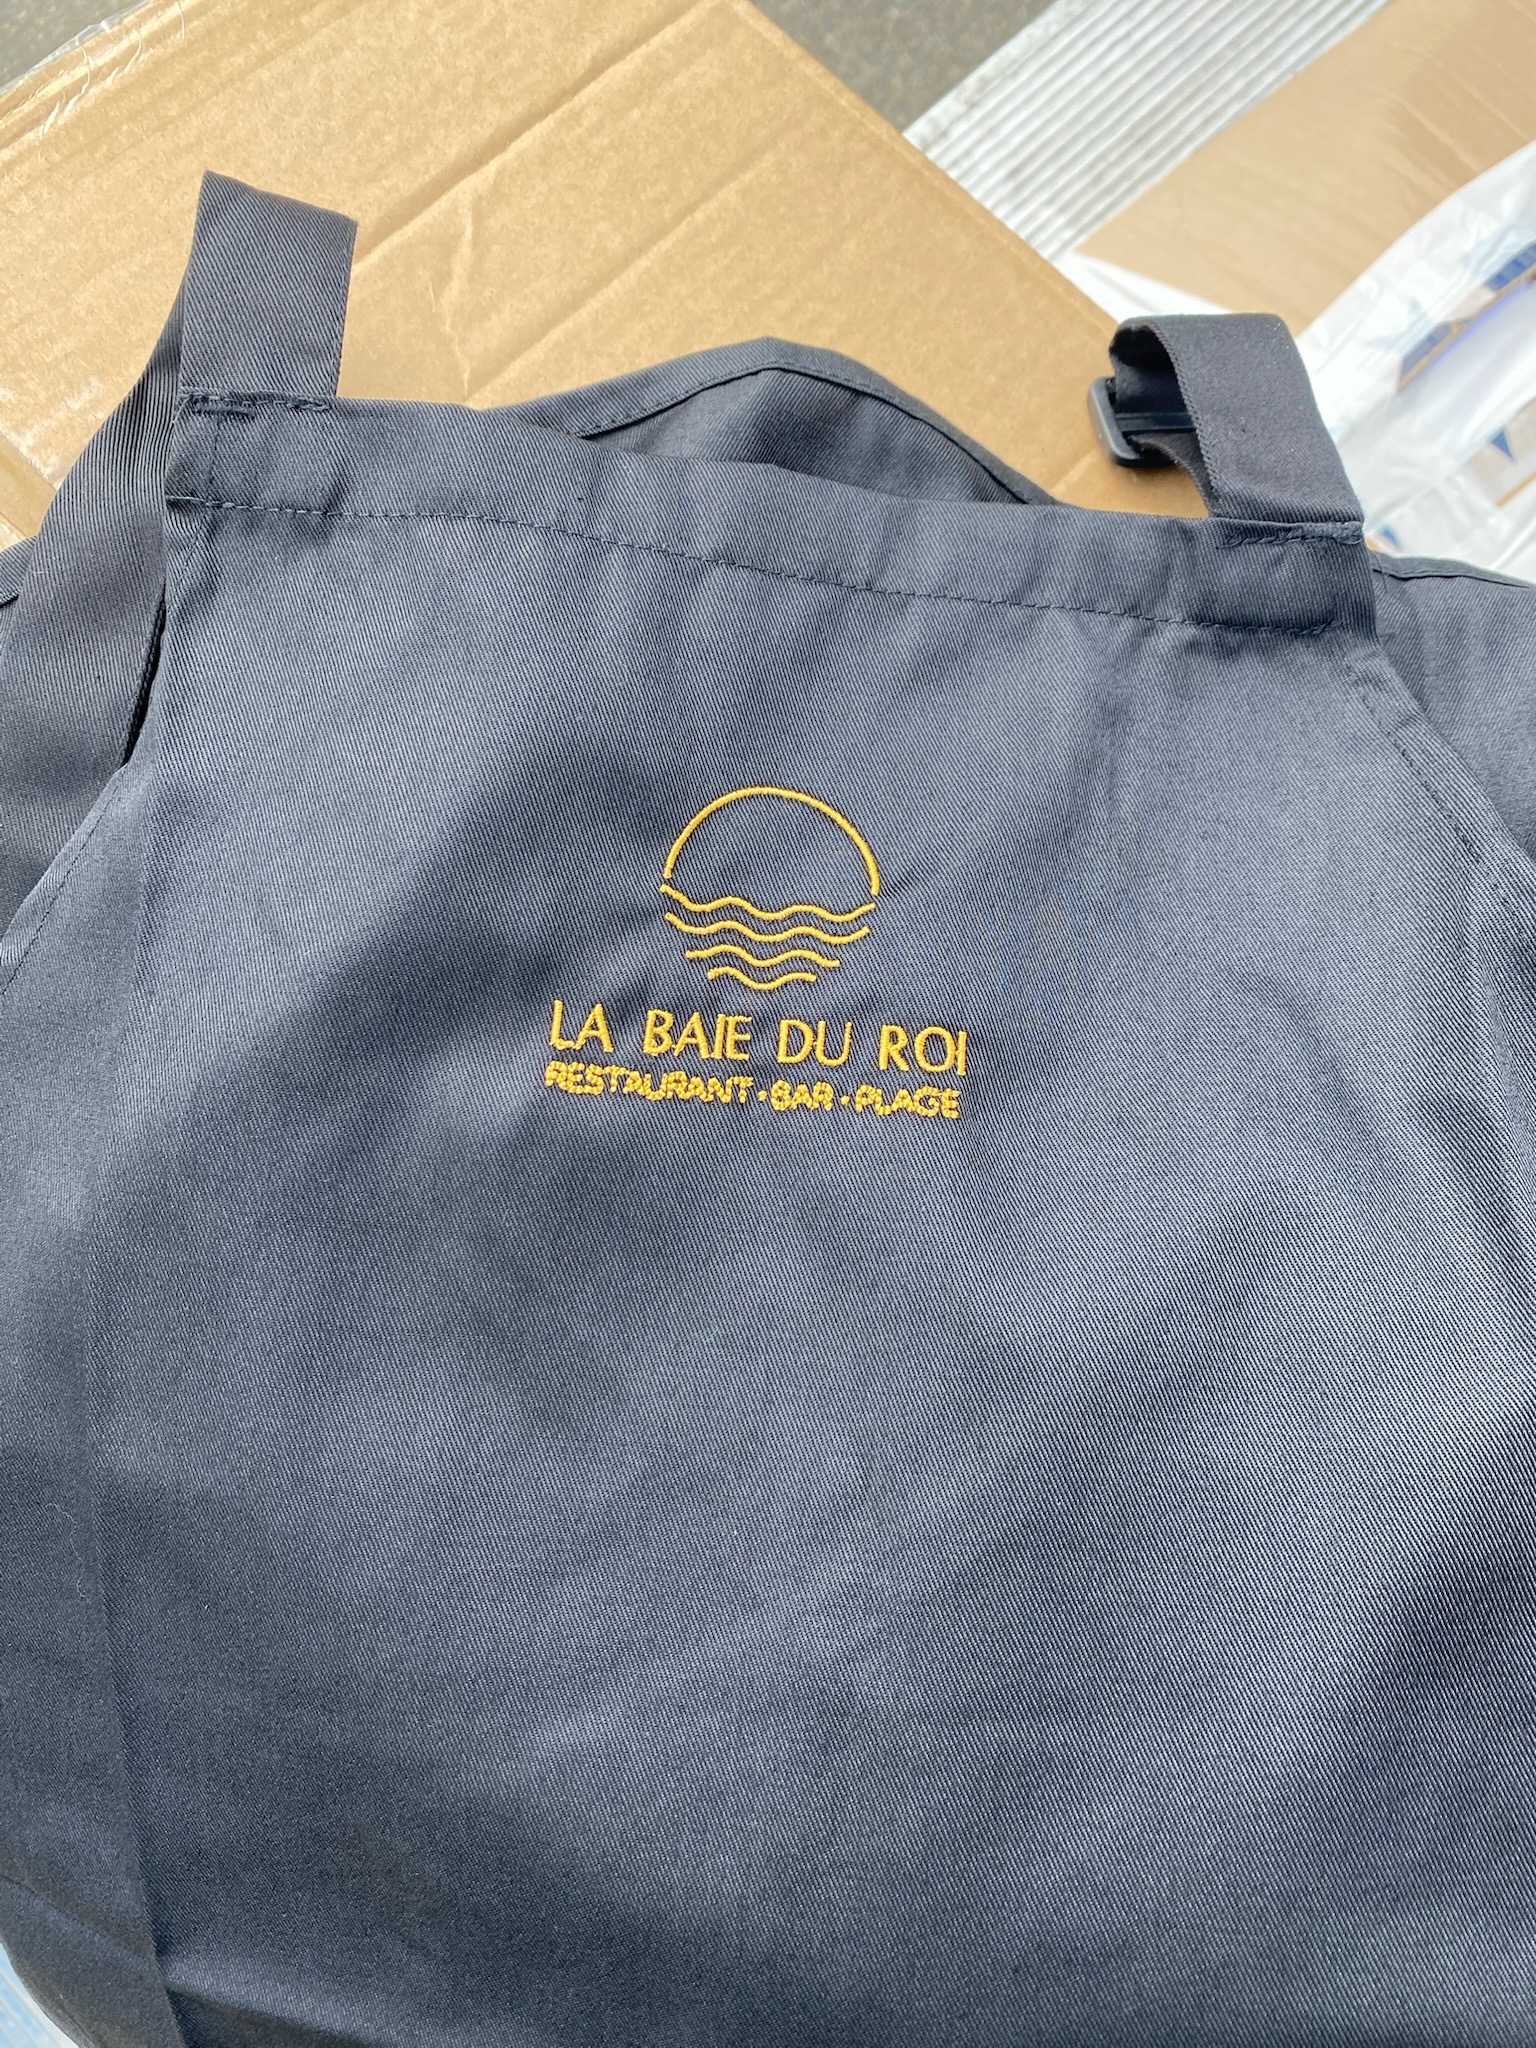 LA BAIE DU ROI
RESTAURANT · BAR · PLAGE